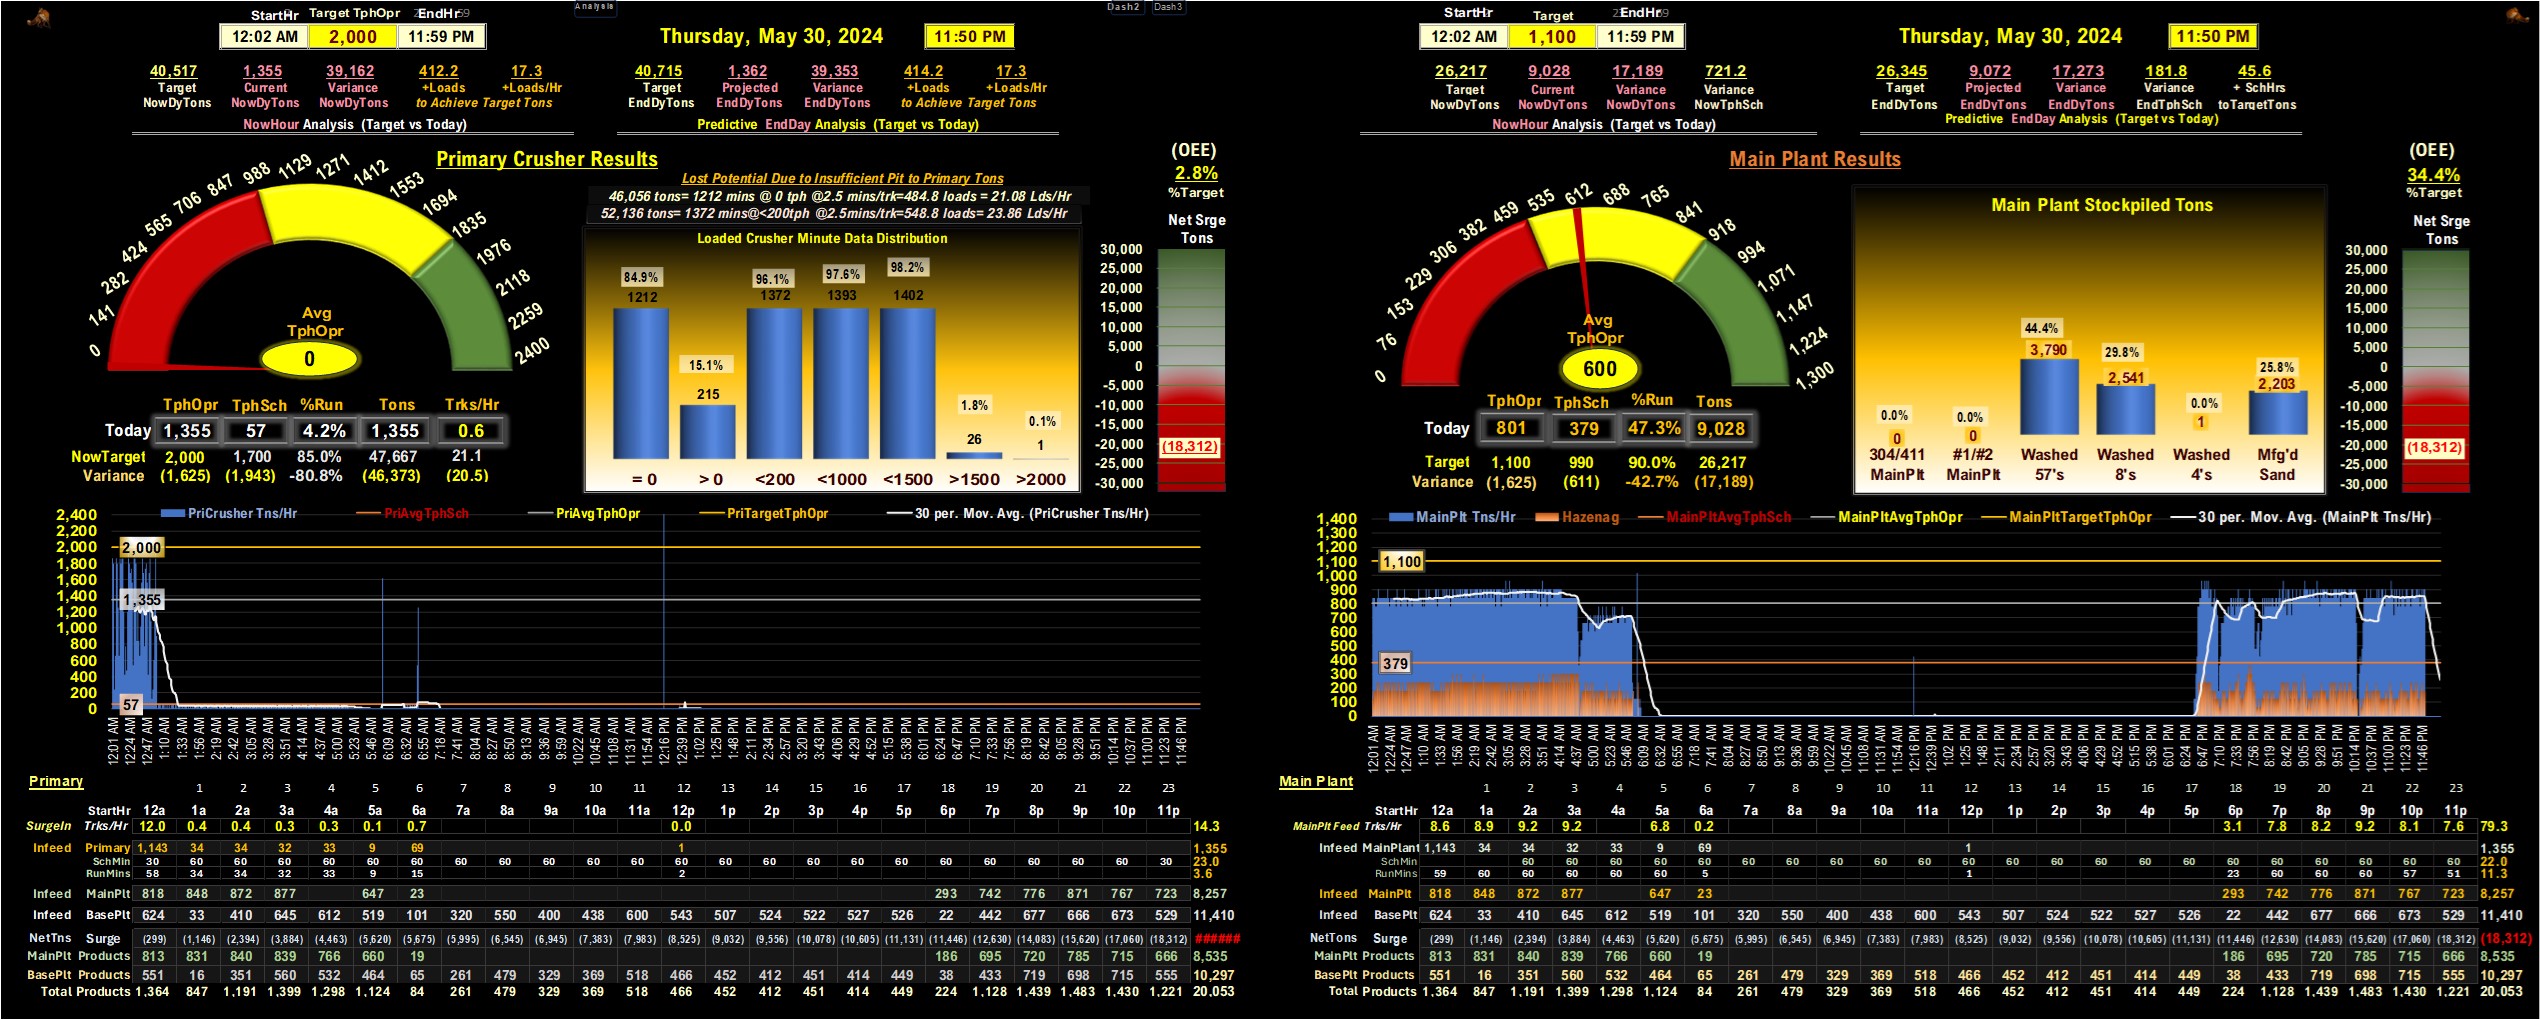 Analysis
Dash2 Dash3
StartHr Target TphOpr EndHr
12:02 AM 2,000 11:59 PM
Thursday, May 30, 2024 11:50 PM
40,517 1,355 39,162 412.2 17.3
Target Current Variance +Loads +Loads/Hr
NowDyTons NowDyTons NowDyTons to Achieve Target Tons
NowHour Analysis (Target vs Today)
40,715 1,362 39,353 414.2 17.3
Target Projected Variance +Loads +Loads/Hr
EndDyTons EndDyTons EndDyTons to Achieve Target Tons
Predictive EndDay Analysis (Target vs Today)
Primary Crusher Results
0 141 282 424 565 706 847 988 1129 1271 1412 1553 1694 1835 1976 2118 2259 2400
Avg
TphOpr
0
TphOpr TphSch %Run Tons Trks/Hr
Today 1,355 57 4.2% 1,355 0.6
NowTarget 2,000 1,700 85.0% 47,667 21.1
Variance (1,625) (1,943) -80.8% (46,373) (20.5)
Lost Potential Due to Insufficient Pit to Primary Tons
46,056 tons= 1212 mins @ 0 tph @2.5 mins/trk=484.8 loads = 21.08 Lds/Hr
52,136 tons= 1372 mins@<200tph @2.5mins/trk=548.8 loads= 23.86 Lds/Hr
Loaded Crusher Minute Data Distribution
84.9% 15.1% 96.1% 97.6% 98.2% 1.8% 0.1%
1212 215 1372 1393 1402 26 1
= 0 > 0 <200 <1000 <1500 >1500 >2000
(OEE)
2.8%
%Target
Net Srge
Tons
30,000
25,000
20,000
15,000
10,000
5,000
0
-5,000
-10,000
-15,000
-20,000
-25,000
-30,000
(18,312)
PriCrusher Tns/Hr PriAvgTphSch PriAvgTphOpr PriTargetTphOpr 30 per. Mov. Avg. (PriCrusher Tns/Hr)
2,400
2,200
2,000
1,800
1,600
1,400
1,200
1,000
800
600
400
200
0
2,000
1,355
57
12:01 AM 12:24 AM 12:47 AM 1:10 AM 1:33 AM 1:56 AM 2:19 AM 2:42 AM 3:05 AM 3:28 AM 3:51 AM 4:14 AM 4:37 AM 5:00 AM 5:23 AM 5:46 AM 6:09 AM 6:32 AM 6:55 AM 7:18 AM 7:41 AM 8:04 AM 8:27 AM 8:50 AM 9:13 AM 9:36 AM 9:59 AM 10:22 AM 10:45 AM 11:08 AM 11:31 AM 11:54 AM 12:16 PM 12:39 PM 1:02 PM 1:25 PM 1:48 PM 2:11 PM 2:34 PM 2:57 PM 3:20 PM 3:43 PM 4:06 PM 4:29 PM 4:52 PM 5:15 PM 5:38 PM 6:01 PM 6:24 PM 6:47 PM 7:10 PM 7:33 PM 7:56 PM 8:19 PM 8:42 PM 9:05 PM 9:28 PM 9:51 PM 10:14 PM 10:37 PM 11:00 PM 11:23 PM 11:46 PM
Primary
1 2 3 4 5 6 7 8 9 10 11 12 13 14 15 16 17 18 19 20 21 22 23
StartHr 12a 1a 2a 3a 4a 5a 6a 7a 8a 9a 10a 11a 12p 1p 2p 3p 4p 5p 6p 7p 8p 9p 10p 11p
SurgeIn Trks/Hr 12.0 0.4 0.4 0.3 0.3 0.1 0.7 0.0 14.3
Infeed Primary 1,143 34 34 32 33 9 69 1 1,355
SchMin 30 60 60 60 60 60 60 60 60 60 60 60 60 60 60 60 60 60 60 60 60 60 60 30 23.0
RunMins 58 34 34 32 33 9 15 2 3.6
Infeed MainPlt 818 848 872 877 647 23 293 742 776 871 767 723 8,257
Infeed BasePlt 624 33 410 645 612 519 101 320 550 400 438 600 543 507 524 522 527 526 22 442 677 666 673 529 11,410
NetTns Surge (299) (1,146) (2,394) (3,884) (4,463) (5,620) (5,675) (5,995) (6,545) (6,945) (7,383) (7,983) (8,525) (9,032) (9,556) (10,078) (10,605) (11,131) (11,446) (12,630) (14,083) (15,620) (17,060) (18,312) ######
MainPlt Products 813 831 840 839 766 660 19 186 695 720 785 715 666 8,535
BasePlt Products 551 16 351 560 532 464 65 261 479 329 369 518 466 452 412 451 414 449 38 433 719 698 715 555 10,297
Total Products 1,364 847 1,191 1,399 1,298 1,124 84 261 479 329 369 518 466 452 412 451 414 449 224 1,128 1,439 1,483 1,430 1,221 20,053
StartHr Target EndHr
12:02 AM 1,100 11:59 PM
Thursday, May 30, 2024 11:50 PM
26,217 9,028 17,189 721.2
Target Current Variance Variance
NowDyTons NowDyTons NowDyTons NowTphSch
NowHour Analysis (Target vs Today)
26,345 9,072 17,273 181.8 45.6
Target Projected Variance Variance + SchHrs
EndDyTons EndDyTons EndDyTons EndTphSch toTargetTons
Predictive EndDay Analysis (Target vs Today)
Main Plant Results
0 76 153 229 306 382 459 535 612 688 765 841 918 994 1,071 1,147 1,224 1,300
Avg
TphOpr
600
TphOpr TphSch %Run Tons
Today 801 379 47.3% 9,028
Target 1,100 990 90.0% 26,217
Variance (1,625) (611) -42.7% (17,189)
Main Plant Stockpiled Tons
0.0% 0.0% 44.4% 29.8% 0.0% 25.8%
0 0 3,790 2,541 1 2,203
304/411 #1/#2 Washed Washed Washed Mfg'd
MainPlt MainPlt 57's 8's 4's Sand
(OEE)
34.4%
%Target
Net Srge
Tons
30,000
25,000
20,000
15,000
10,000
5,000
0
-5,000
-10,000
-15,000
-20,000
-25,000
-30,000
(18,312)
MainPlt Tns/Hr Hazenag MainPltAvgTphSch MainPltAvgTphOpr MainPltTargetTphOpr 30 per. Mov. Avg. (MainPlt Tns/Hr)
1,400
1,300
1,200
1,100
1,000
900
800
700
600
500
400
300
200
100
0
1,100
379
12:01 AM 12:24 AM 12:47 AM 1:10 AM 1:33 AM 1:56 AM 2:19 AM 2:42 AM 3:05 AM 3:28 AM 3:51 AM 4:14 AM 4:37 AM 5:00 AM 5:23 AM 5:46 AM 6:09 AM 6:32 AM 6:55 AM 7:18 AM 7:41 AM 8:04 AM 8:27 AM 8:50 AM 9:13 AM 9:36 AM 9:59 AM 10:22 AM 10:45 AM 11:08 AM 11:31 AM 11:54 AM 12:16 PM 12:39 PM 1:02 PM 1:25 PM 1:48 PM 2:11 PM 2:34 PM 2:57 PM 3:20 PM 3:43 PM 4:06 PM 4:29 PM 4:52 PM 5:15 PM 5:38 PM 6:01 PM 6:24 PM 6:47 PM 7:10 PM 7:33 PM 7:56 PM 8:19 PM 8:42 PM 9:05 PM 9:28 PM 9:51 PM 10:14 PM 10:37 PM 11:00 PM 11:23 PM 11:46 PM
Main Plant
1 2 3 4 5 6 7 8 9 10 11 12 13 14 15 16 17 18 19 20 21 22 23
StartHr 12a 1a 2a 3a 4a 5a 6a 7a 8a 9a 10a 11a 12p 1p 2p 3p 4p 5p 6p 7p 8p 9p 10p 11p
MainPlt Feed Trks/Hr 8.6 8.9 9.2 9.2 6.8 0.2 3.1 7.8 8.2 9.2 8.1 7.6 79.3
Infeed MainPlant 1,143 34 34 32 33 9 69 1 1,355
SchMin 60 60 60 60 60 60 60 60 60 60 60 60 60 60 60 60 60 60 60 60 60 60 22.0
RunMins 59 60 60 60 60 60 5 1 23 60 60 60 57 51 11.3
Infeed MainPlt 818 848 872 877 647 23 293 742 776 871 767 723 8,257
Infeed BasePlt 624 33 410 645 612 519 101 320 550 400 438 600 543 507 524 522 527 526 22 442 677 666 673 529 11,410
NetTons Surge (299) (1,146) (2,394) (3,884) (4,463) (5,620) (5,675) (5,995) (6,545) (6,945) (7,383) (7,983) (8,525) (9,032) (9,556) (10,078) (10,605) (11,131) (11,446) (12,630) (14,083) (15,620) (17,060) (18,312) (18,312)
MainPlt Products 813 831 840 839 766 660 19 186 695 720 785 715 666 8,535
BasePlt Products 551 16 351 560 532 464 65 261 479 329 369 518 466 452 412 451 414 449 38 433 719 698 715 555 10,297
Total Products 1,364 847 1,191 1,399 1,298 1,124 84 261 479 329 369 518 466 452 412 451 414 449 224 1,128 1,439 1,483 1,430 1,221 20,053